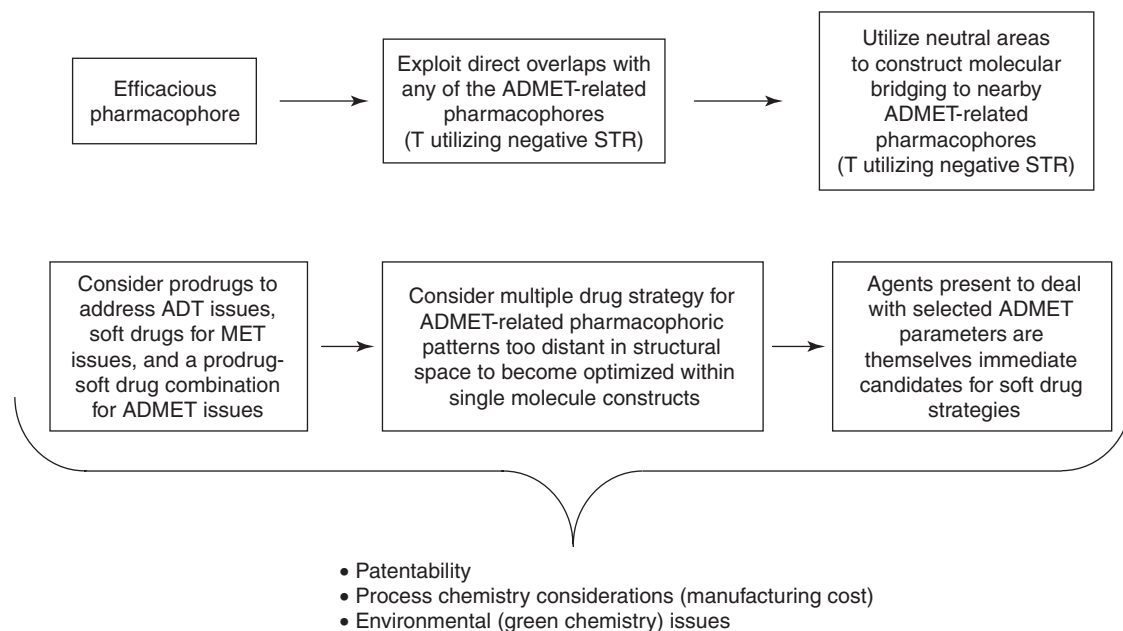 Efficacious
pharmacophore
Exploit direct overlaps with
any of the ADMET-related
pharmacophores
(T utilizing negative STR)
Utilize neutral areas
to construct molecular
bridging to nearby
ADMET-related
pharmacophores
(T utilizing negative STR)
Consider prodrugs to
address ADT issues,
soft drugs for MET
issues, and a prodrug-
soft drug combination
for ADMET issues
Consider multiple drug strategy for
ADMET-related pharmacophoric
patterns too distant in structural
space to become optimized within
single molecule constructs
Agents present to deal
with selected ADMET
parameters are
themselves immediate
candidates for soft drug
strategies
• Patentability
• Process chemistry considerations (manufacturing cost)
• Environmental (green chemistry) issues